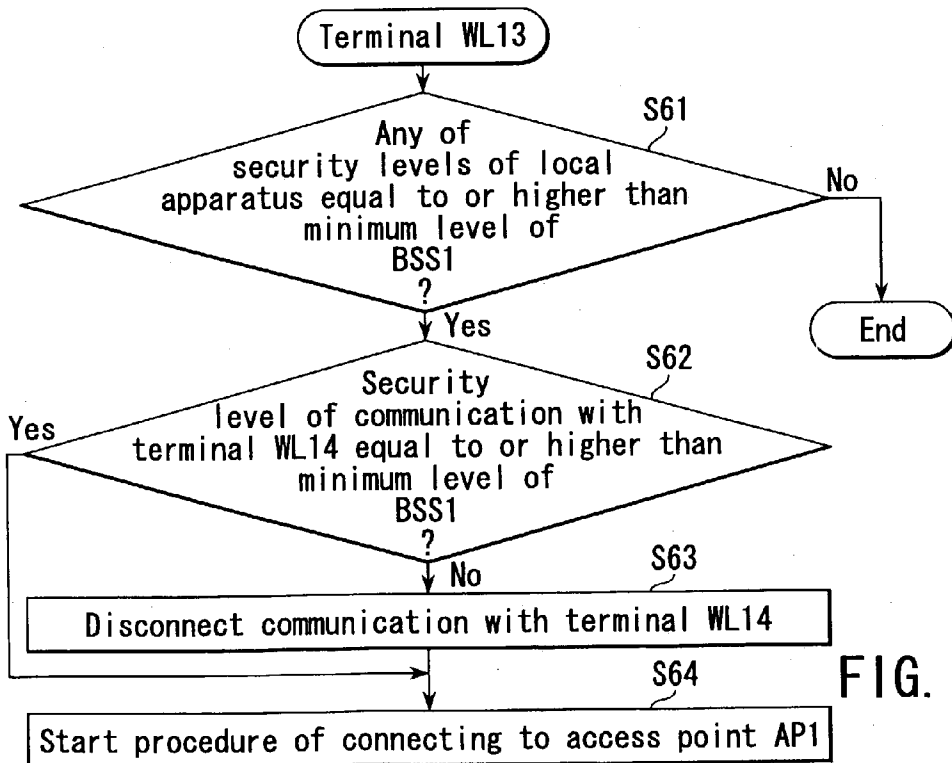 Terminal WL13
S61
Any of
security levels of local
apparatus equal to or higher than
minimum level of
BSS1
?
No
End
Yes
S62
Security
level of communication with
terminal WL14 equal to or higher than
minimum level of
BSS1
?
Yes
No
S63
Disconnect communication with terminal WL14
S64
FIG.
Start procedure of connecting to access point AP1